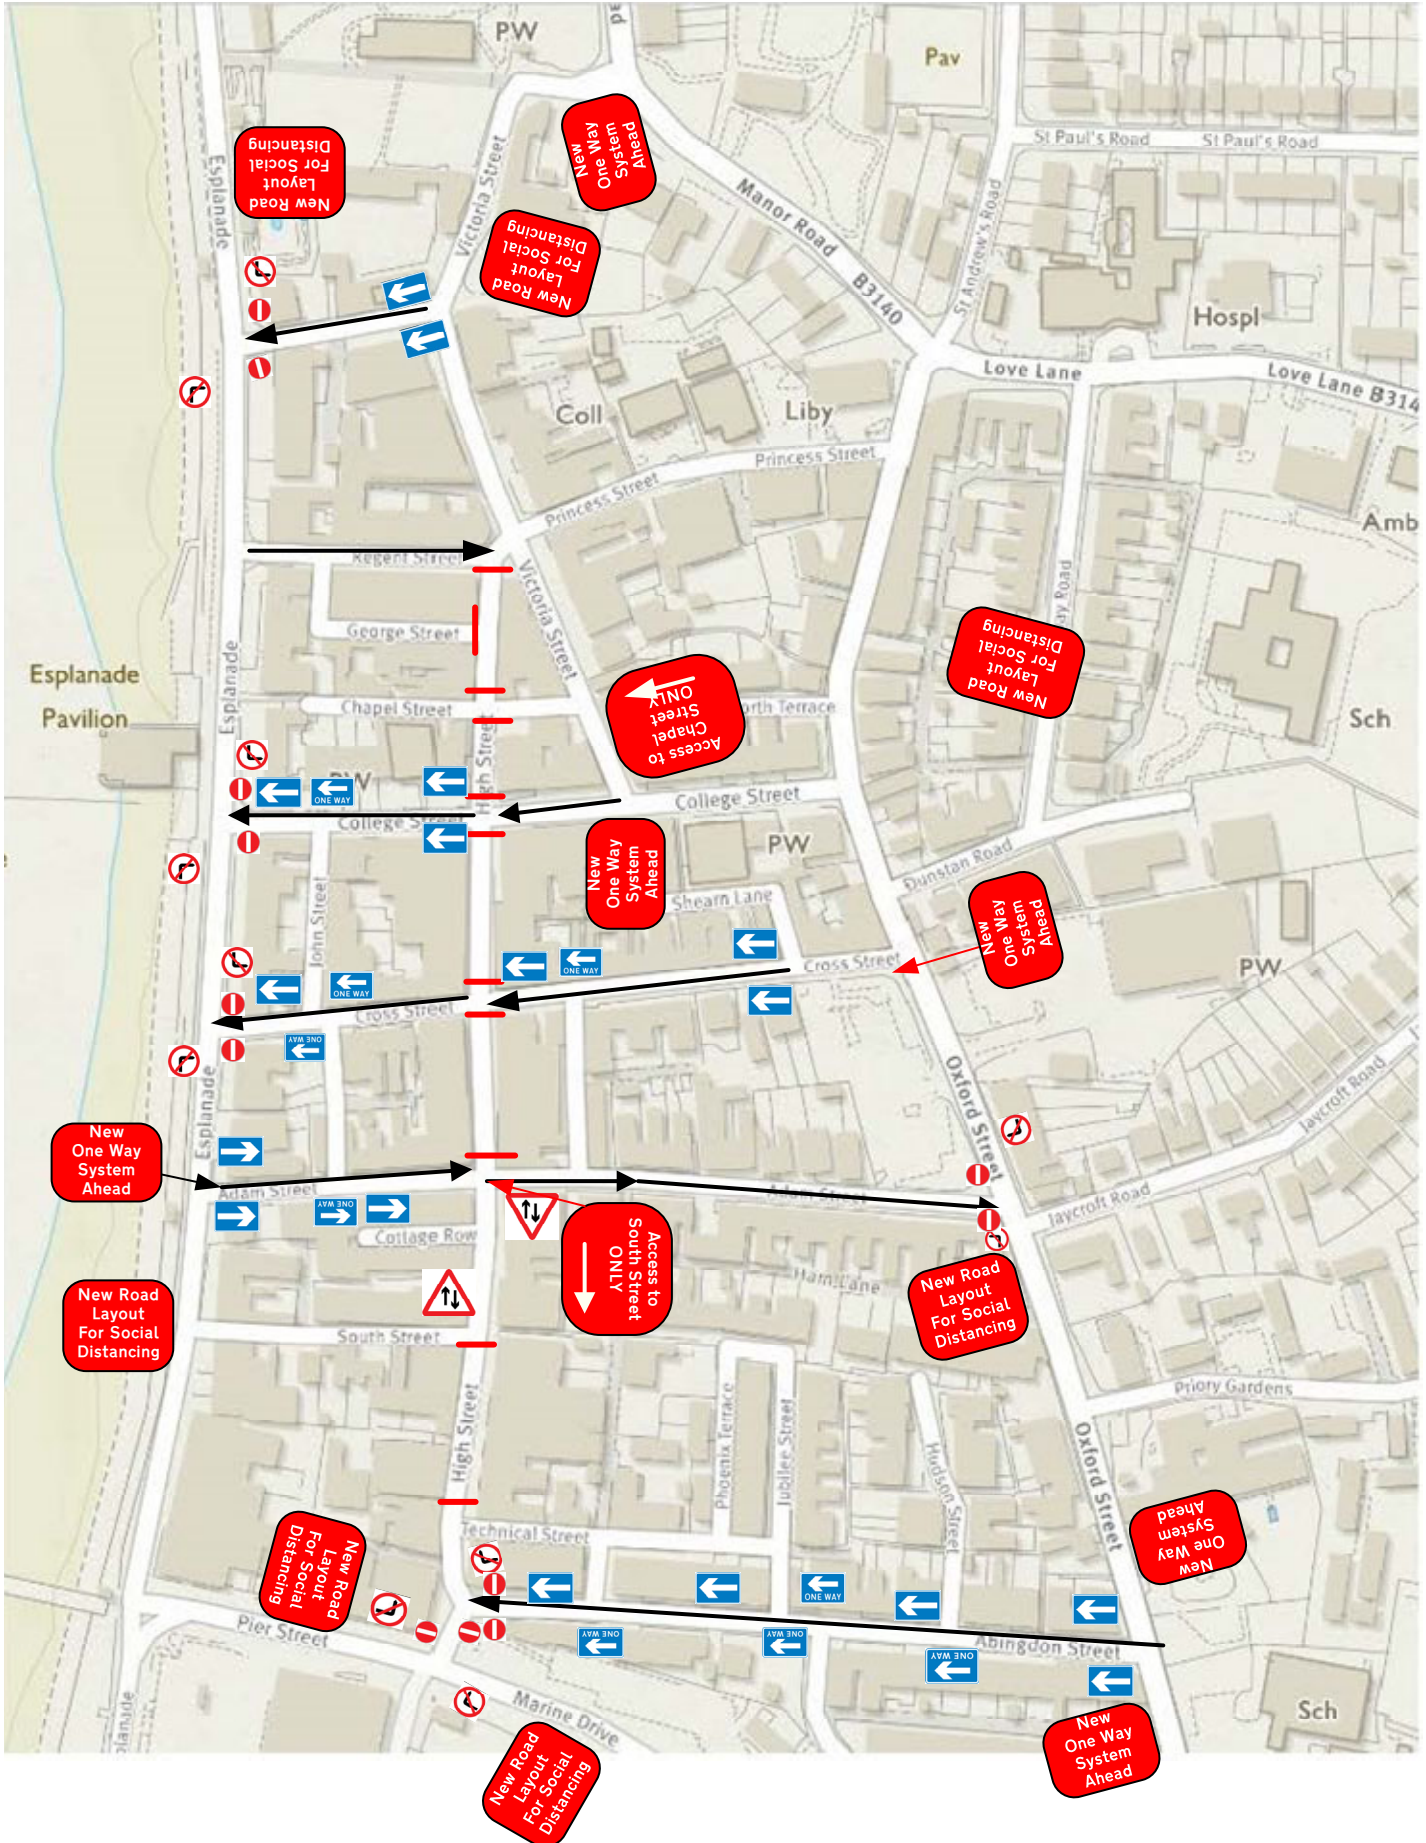 PW
Pav
St Paul's Road
St Paul's Road
New
One Way
System
Ahead
New Road
Layout
For Social
Distancing
Esplanade
Victoria Street
New Road
Layout
For Social
Distancing
Manor Road
B3140
St Andrew's Road
Hospl
Love Lane
Love Lane B314
Coll
Liby
Princess Street
Princess Street
Amb
Regent Street
Victoria Street
George Street
ay Road
New Road
Layout
For Social
Distancing
Esplanade
Pavilion
Esplanade
Chapel Street
High Street
Access to
Chapel
Street
ONLY
orth Terrace
Sch
PW
ONE WAY
College Street
College Street
New
One Way
System
Ahead
PW
Dunstan Road
John Street
Shearn Lane
New
One Way
System
Ahead
ONE WAY
ONE WAY
Cross Street
PW
Cross Street
ONE WAY
Esplanade
Oxford Street
Jaycroft Road
New
One Way
System
Ahead
Adam Street
Adam Street
Jaycroft Road
ONE WAY
Cottage Row
Access to
South Street
ONLY
Ham Lane
New Road
Layout
For Social
Distancing
New Road
Layout
For Social
Distancing
South Street
Priory Gardens
High Street
Phoenix Terrace
Jubilee Street
Hudson Street
Oxford Street
New
One Way
System
Ahead
New Road
Layout
For Social
Distancing
Technical Street
ONE WAY
Pier Street
ONE WAY
ONE WAY
ONE WAY
Abingdon Street
Marine Drive
planade
Sch
New
One Way
System
Ahead
New Road
Layout
For Social
Distancing